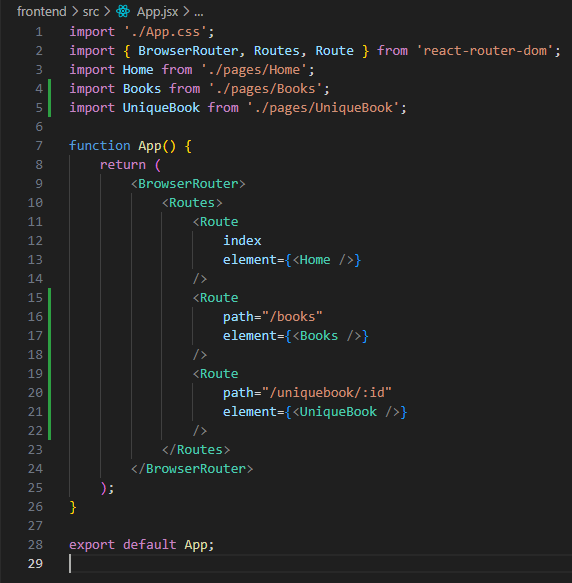 frontend > src > App.jsx > ...
1 import './App.css';
2 import { BrowserRouter, Routes, Route } from 'react-router-dom';
3 import Home from './pages/Home';
4 import Books from './pages/Books';
5 import UniqueBook from './pages/UniqueBook';
6
7 function App() {
8     return (
9         <BrowserRouter>
10             <Routes>
11                 <Route
12                     index
13                     element={<Home />}
14                 />
15                 <Route
16                     path="/books"
17                     element={<Books />}
18                 />
19                 <Route
20                     path="/uniquebook/:id"
21                     element={<UniqueBook />}
22                 />
23             </Routes>
24         </BrowserRouter>
25     );
26 }
27
28 export default App;
29